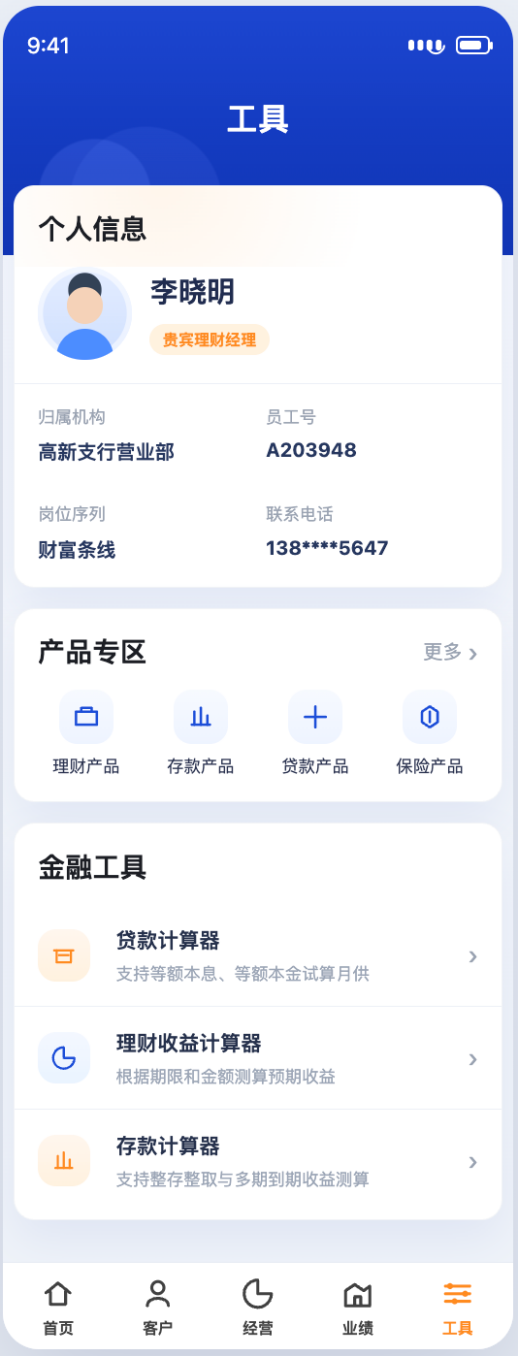 9:41
工具
个人信息
李晓明
贵宾理财经理
归属机构
员工号
高新支行营业部
A203948
岗位序列
联系电话
财富条线
138****5647
产品专区
更多 ›
理财产品
存款产品
贷款产品
保险产品
金融工具
贷款计算器
支持等额本息、等额本金试算月供
理财收益计算器
根据期限和金额测算预期收益
存款计算器
支持整存整取与多期到期收益测算
首页
客户
经营
业绩
工具